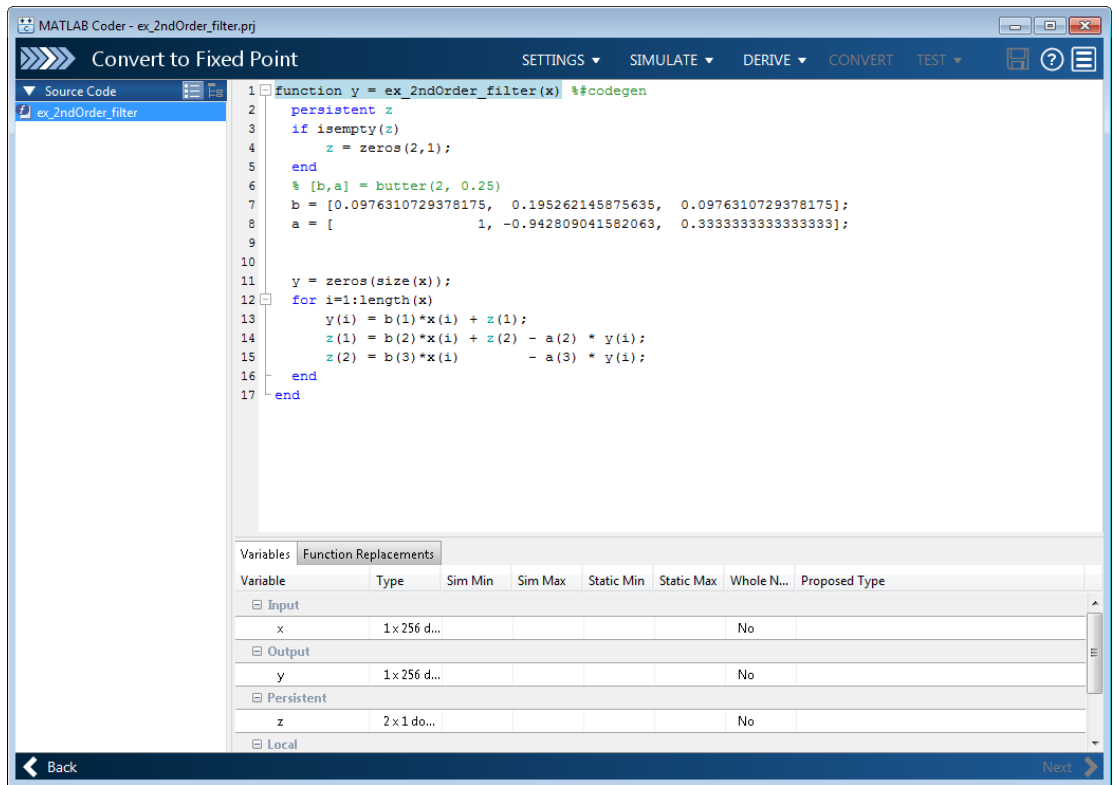 MATLAB Coder - ex_2ndOrder_filter.prj
Convert to Fixed Point SETTINGS ▼ SIMULATE ▼ DERIVE ▼ CONVERT TEST ▼
Source Code
ex_2ndOrder_filter
1 function y = ex_2ndOrder_filter(x) %#codegen
2 persistent z
3 if isempty(z)
4 z = zeros(2,1);
5 end
6 % [b,a] = butter(2, 0.25)
7 b = [0.0976310729378175, 0.195262145875635, 0.0976310729378175];
8 a = [ 1, -0.942809041582063, 0.3333333333333333];
9
10
11 y = zeros(size(x));
12 for i=1:length(x)
13 y(i) = b(1)*x(i) + z(1);
14 z(1) = b(2)*x(i) + z(2) - a(2) * y(i);
15 z(2) = b(3)*x(i) - a(3) * y(i);
16 end
17 end
Variables Function Replacements
Variable Type Sim Min Sim Max Static Min Static Max Whole N... Proposed Type
Input
x 1 x 256 d... No
Output
y 1 x 256 d... No
Persistent
z 2 x 1 do... No
Local
Back Next